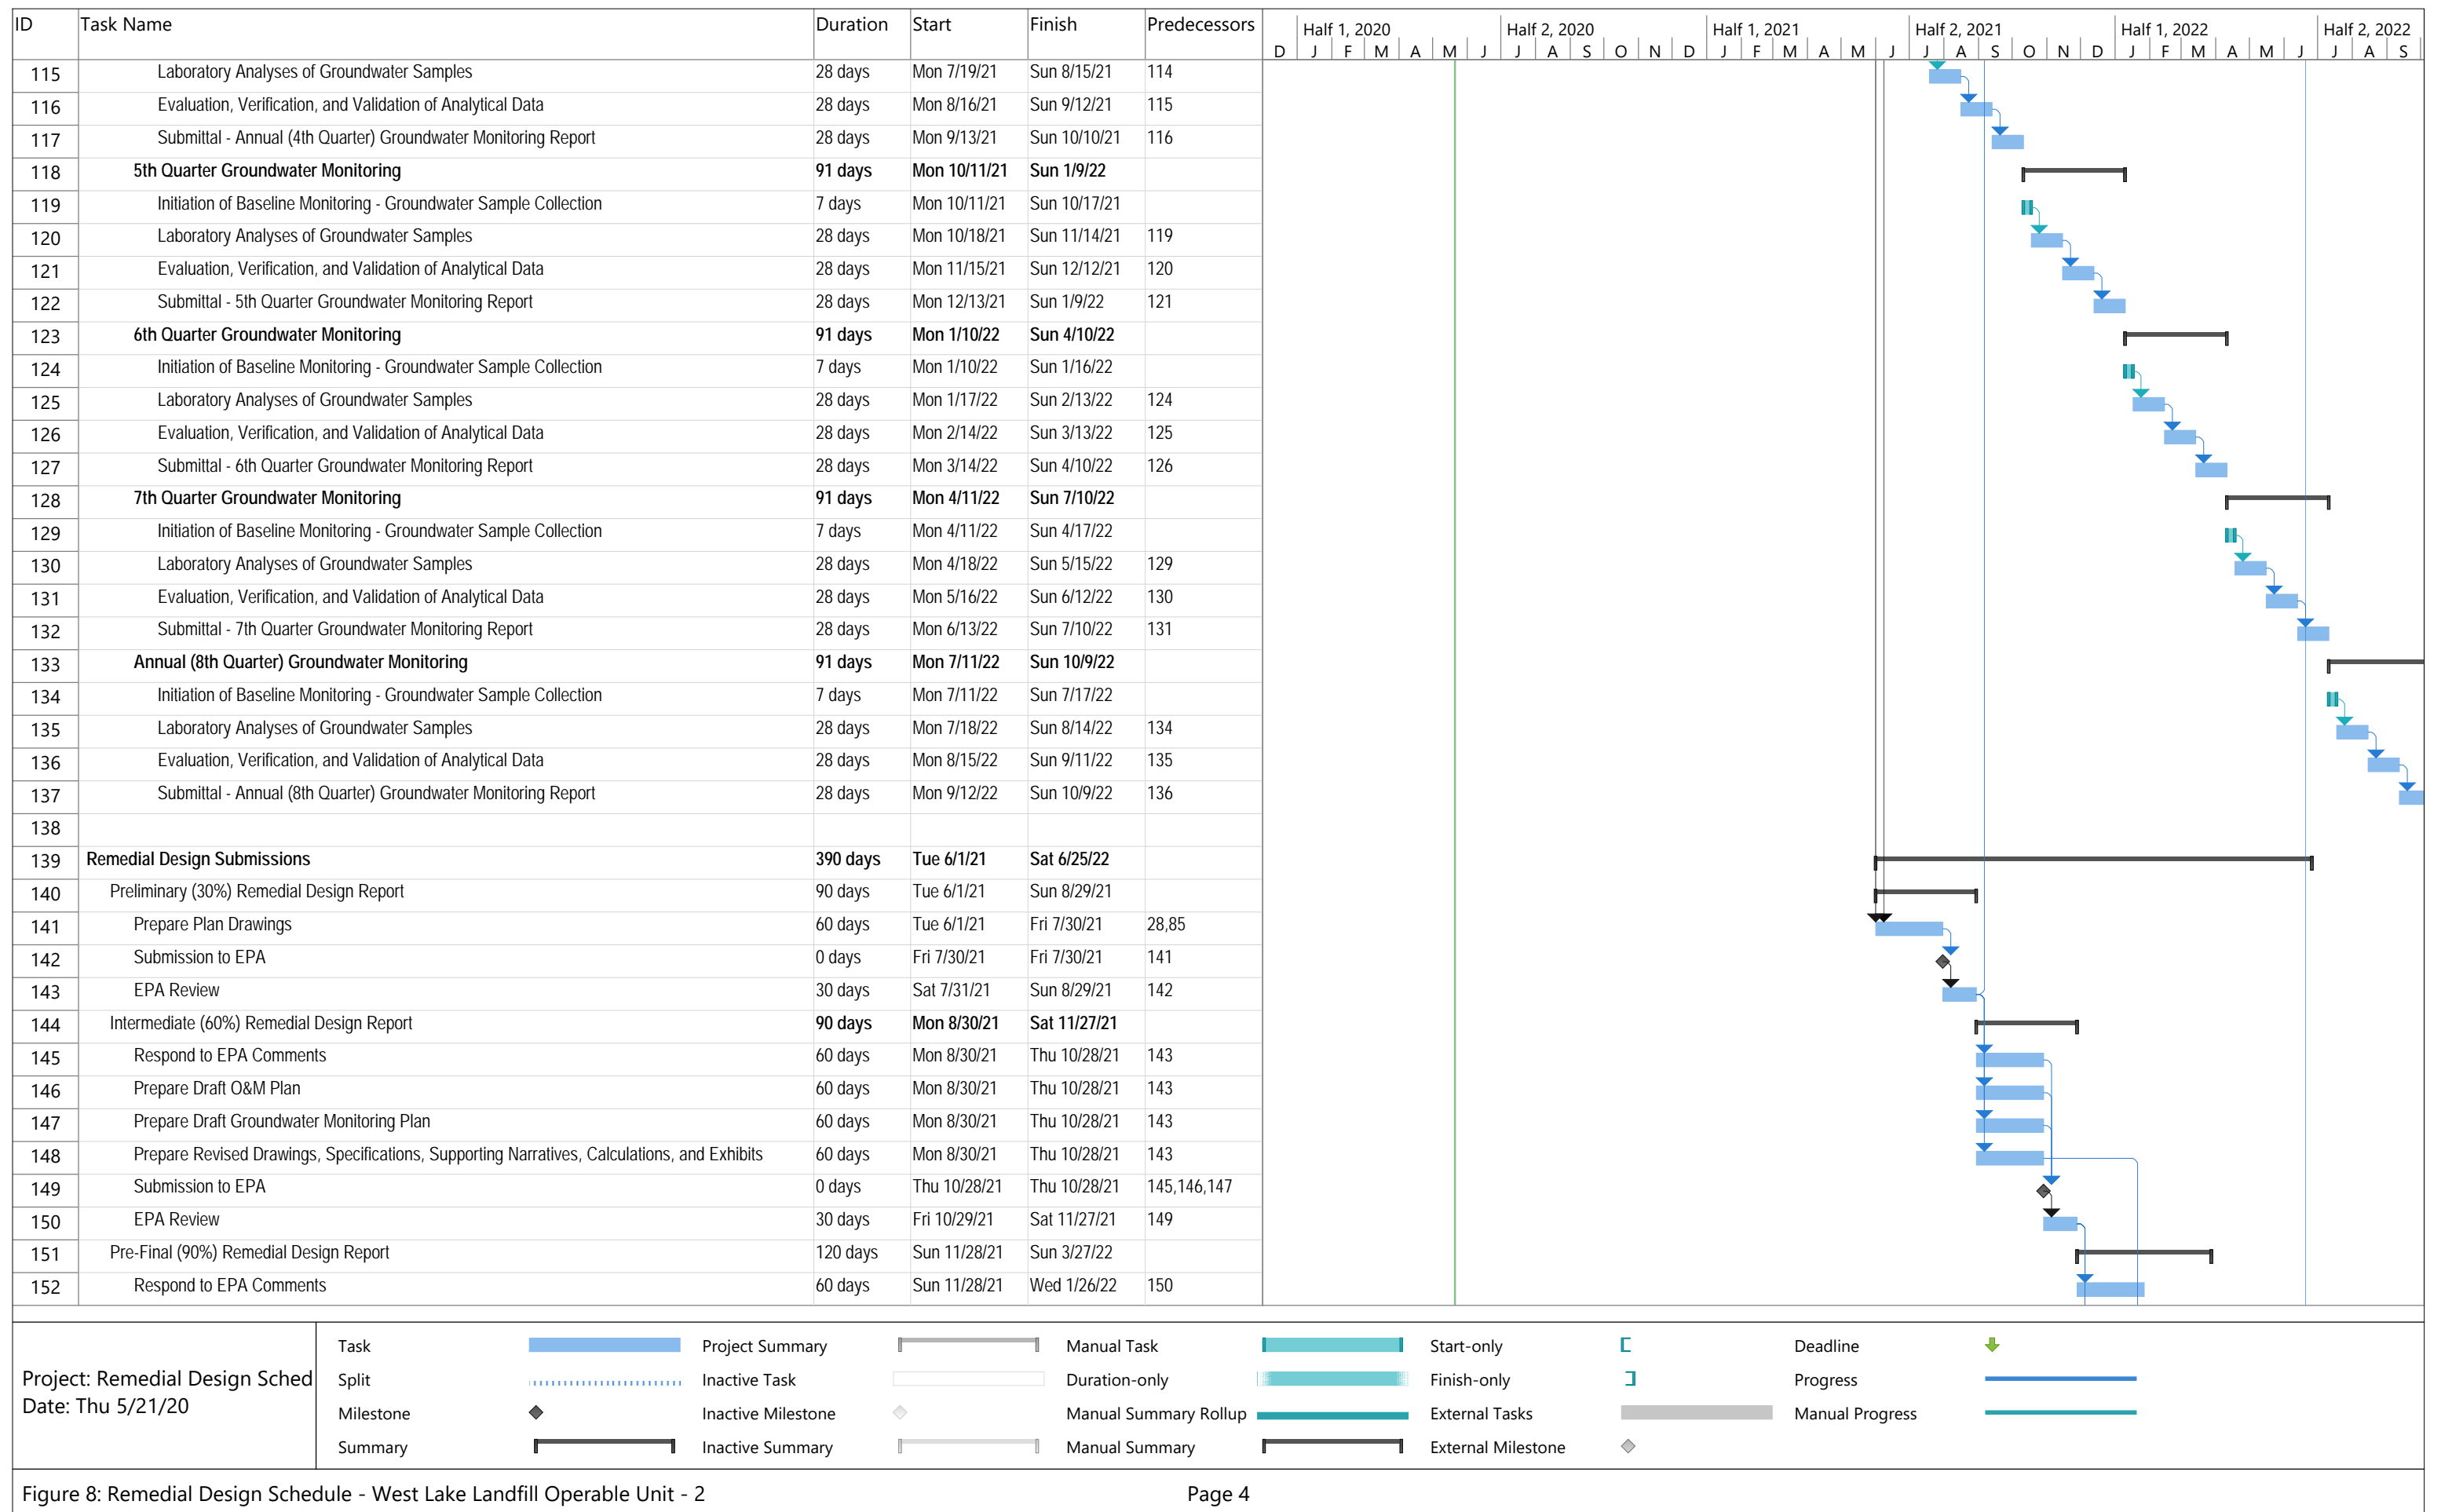 ID Task Name Duration Start Finish Predecessors
Half 1, 2020 Half 2, 2020 Half 1, 2021 Half 2, 2021 Half 1, 2022 Half 2, 2022
D J F M A M J J A S O N D J F M A M J J A S O N D J F M A M J J A S
115 Laboratory Analyses of Groundwater Samples 28 days Mon 7/19/21 Sun 8/15/21 114
116 Evaluation, Verification, and Validation of Analytical Data 28 days Mon 8/16/21 Sun 9/12/21 115
117 Submittal - Annual (4th Quarter) Groundwater Monitoring Report 28 days Mon 9/13/21 Sun 10/10/21 116
118 5th Quarter Groundwater Monitoring 91 days Mon 10/11/21 Sun 1/9/22
119 Initiation of Baseline Monitoring - Groundwater Sample Collection 7 days Mon 10/11/21 Sun 10/17/21
120 Laboratory Analyses of Groundwater Samples 28 days Mon 10/18/21 Sun 11/14/21 119
121 Evaluation, Verification, and Validation of Analytical Data 28 days Mon 11/15/21 Sun 12/12/21 120
122 Submittal - 5th Quarter Groundwater Monitoring Report 28 days Mon 12/13/21 Sun 1/9/22 121
123 6th Quarter Groundwater Monitoring 91 days Mon 1/10/22 Sun 4/10/22
124 Initiation of Baseline Monitoring - Groundwater Sample Collection 7 days Mon 1/10/22 Sun 1/16/22
125 Laboratory Analyses of Groundwater Samples 28 days Mon 1/17/22 Sun 2/13/22 124
126 Evaluation, Verification, and Validation of Analytical Data 28 days Mon 2/14/22 Sun 3/13/22 125
127 Submittal - 6th Quarter Groundwater Monitoring Report 28 days Mon 3/14/22 Sun 4/10/22 126
128 7th Quarter Groundwater Monitoring 91 days Mon 4/11/22 Sun 7/10/22
129 Initiation of Baseline Monitoring - Groundwater Sample Collection 7 days Mon 4/11/22 Sun 4/17/22
130 Laboratory Analyses of Groundwater Samples 28 days Mon 4/18/22 Sun 5/15/22 129
131 Evaluation, Verification, and Validation of Analytical Data 28 days Mon 5/16/22 Sun 6/12/22 130
132 Submittal - 7th Quarter Groundwater Monitoring Report 28 days Mon 6/13/22 Sun 7/10/22 131
133 Annual (8th Quarter) Groundwater Monitoring 91 days Mon 7/11/22 Sun 10/9/22
134 Initiation of Baseline Monitoring - Groundwater Sample Collection 7 days Mon 7/11/22 Sun 7/17/22
135 Laboratory Analyses of Groundwater Samples 28 days Mon 7/18/22 Sun 8/14/22 134
136 Evaluation, Verification, and Validation of Analytical Data 28 days Mon 8/15/22 Sun 9/11/22 135
137 Submittal - Annual (8th Quarter) Groundwater Monitoring Report 28 days Mon 9/12/22 Sun 10/9/22 136
138
139 Remedial Design Submissions 390 days Tue 6/1/21 Sat 6/25/22
140 Preliminary (30%) Remedial Design Report 90 days Tue 6/1/21 Sun 8/29/21
141 Prepare Plan Drawings 60 days Tue 6/1/21 Fri 7/30/21 28,85
142 Submission to EPA 0 days Fri 7/30/21 Fri 7/30/21 141
143 EPA Review 30 days Sat 7/31/21 Sun 8/29/21 142
144 Intermediate (60%) Remedial Design Report 90 days Mon 8/30/21 Sat 11/27/21
145 Respond to EPA Comments 60 days Mon 8/30/21 Thu 10/28/21 143
146 Prepare Draft O&M Plan 60 days Mon 8/30/21 Thu 10/28/21 143
147 Prepare Draft Groundwater Monitoring Plan 60 days Mon 8/30/21 Thu 10/28/21 143
148 Prepare Revised Drawings, Specifications, Supporting Narratives, Calculations, and Exhibits 60 days Mon 8/30/21 Thu 10/28/21 143
149 Submission to EPA 0 days Thu 10/28/21 Thu 10/28/21 145,146,147
150 EPA Review 30 days Fri 10/29/21 Sat 11/27/21 149
151 Pre-Final (90%) Remedial Design Report 120 days Sun 11/28/21 Sun 3/27/22
152 Respond to EPA Comments 60 days Sun 11/28/21 Wed 1/26/22 150
Project: Remedial Design Sched
Date: Thu 5/21/20
Task Project Summary Manual Task Start-only Deadline
Split Inactive Task Duration-only Finish-only Progress
Milestone Inactive Milestone Manual Summary Rollup External Tasks Manual Progress
Summary Inactive Summary Manual Summary External Milestone
Figure 8: Remedial Design Schedule - West Lake Landfill Operable Unit - 2 Page 4